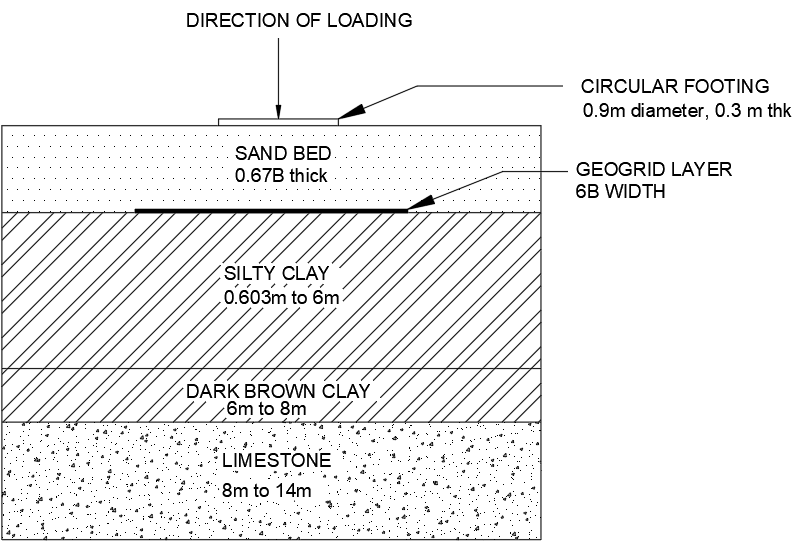 DIRECTION OF LOADING
CIRCULAR FOOTING
0.9m diameter, 0.3 m thk
SAND BED
0.67B thick
GEOGRID LAYER
6B WIDTH
SILTY CLAY
0.603m to 6m
DARK BROWN CLAY
6m to 8m
LIMESTONE
8m to 14m